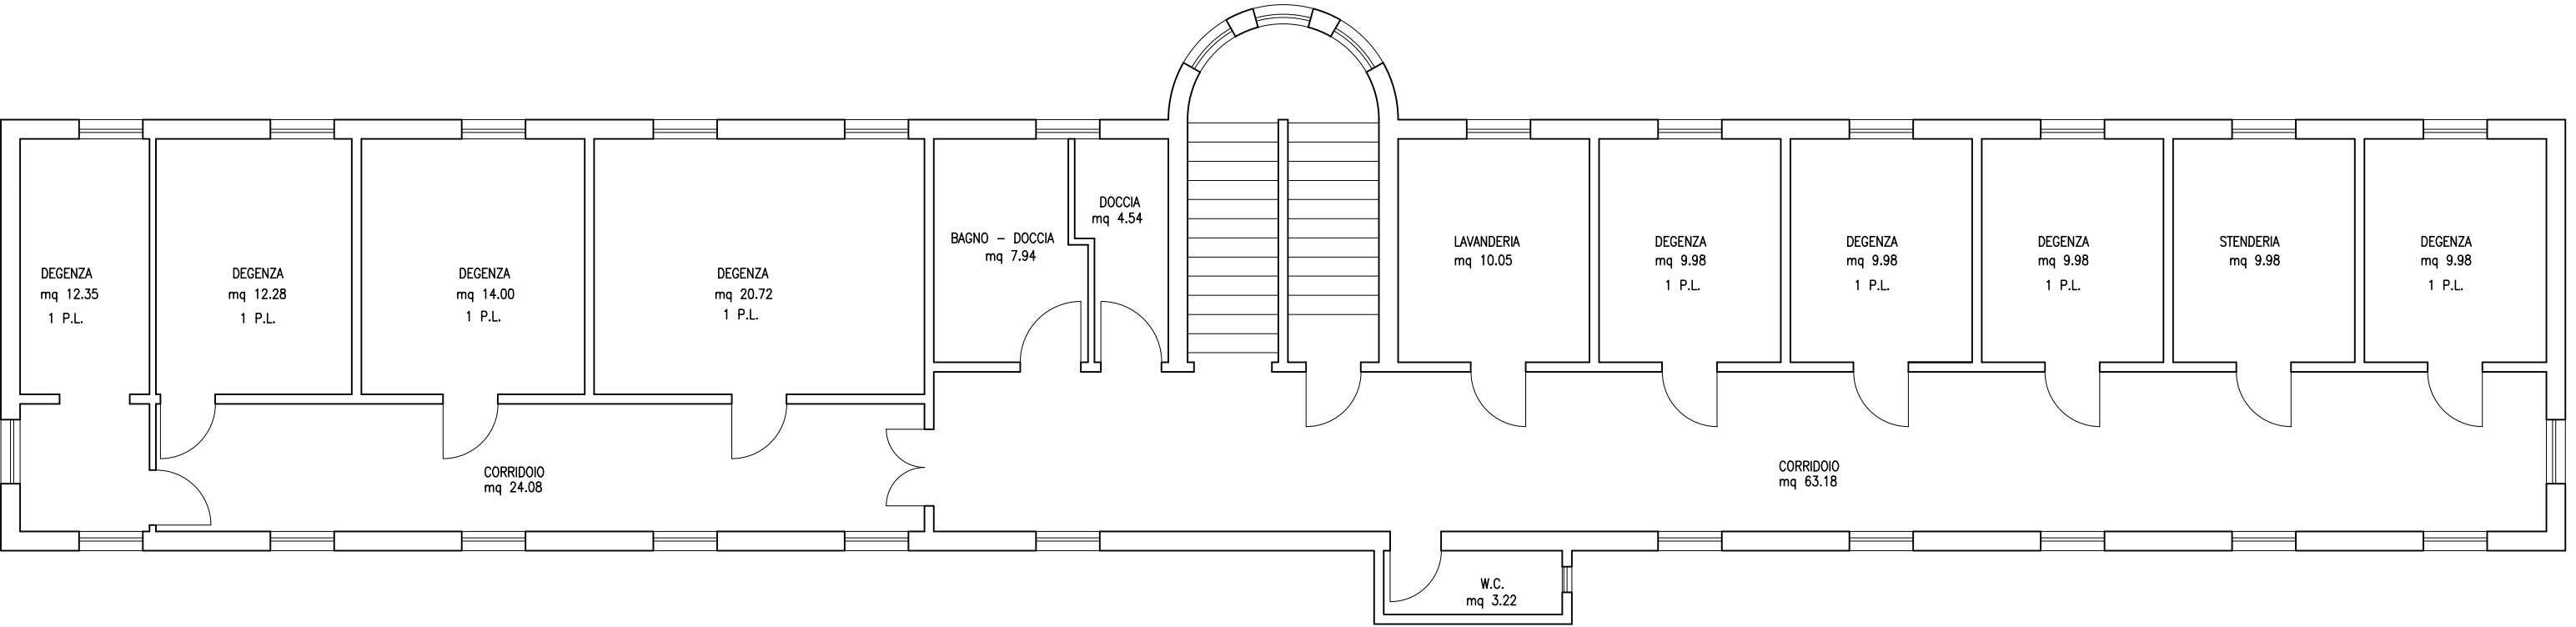 DEGENZA
mq 12.35
1 P.L.
DEGENZA
mq 12.28
1 P.L.
DEGENZA
mq 14.00
1 P.L.
DEGENZA
mq 20.72
1 P.L.
BAGNO - DOCCIA
mq 7.94
DOCCIA
mq 4.54
LAVANDERIA
mq 10.05
DEGENZA
mq 9.98
1 P.L.
DEGENZA
mq 9.98
1 P.L.
DEGENZA
mq 9.98
1 P.L.
STENDERIA
mq 9.98
DEGENZA
mq 9.98
1 P.L.
CORRIDOIO
mq 24.08
CORRIDOIO
mq 63.18
W.C.
mq 3.22